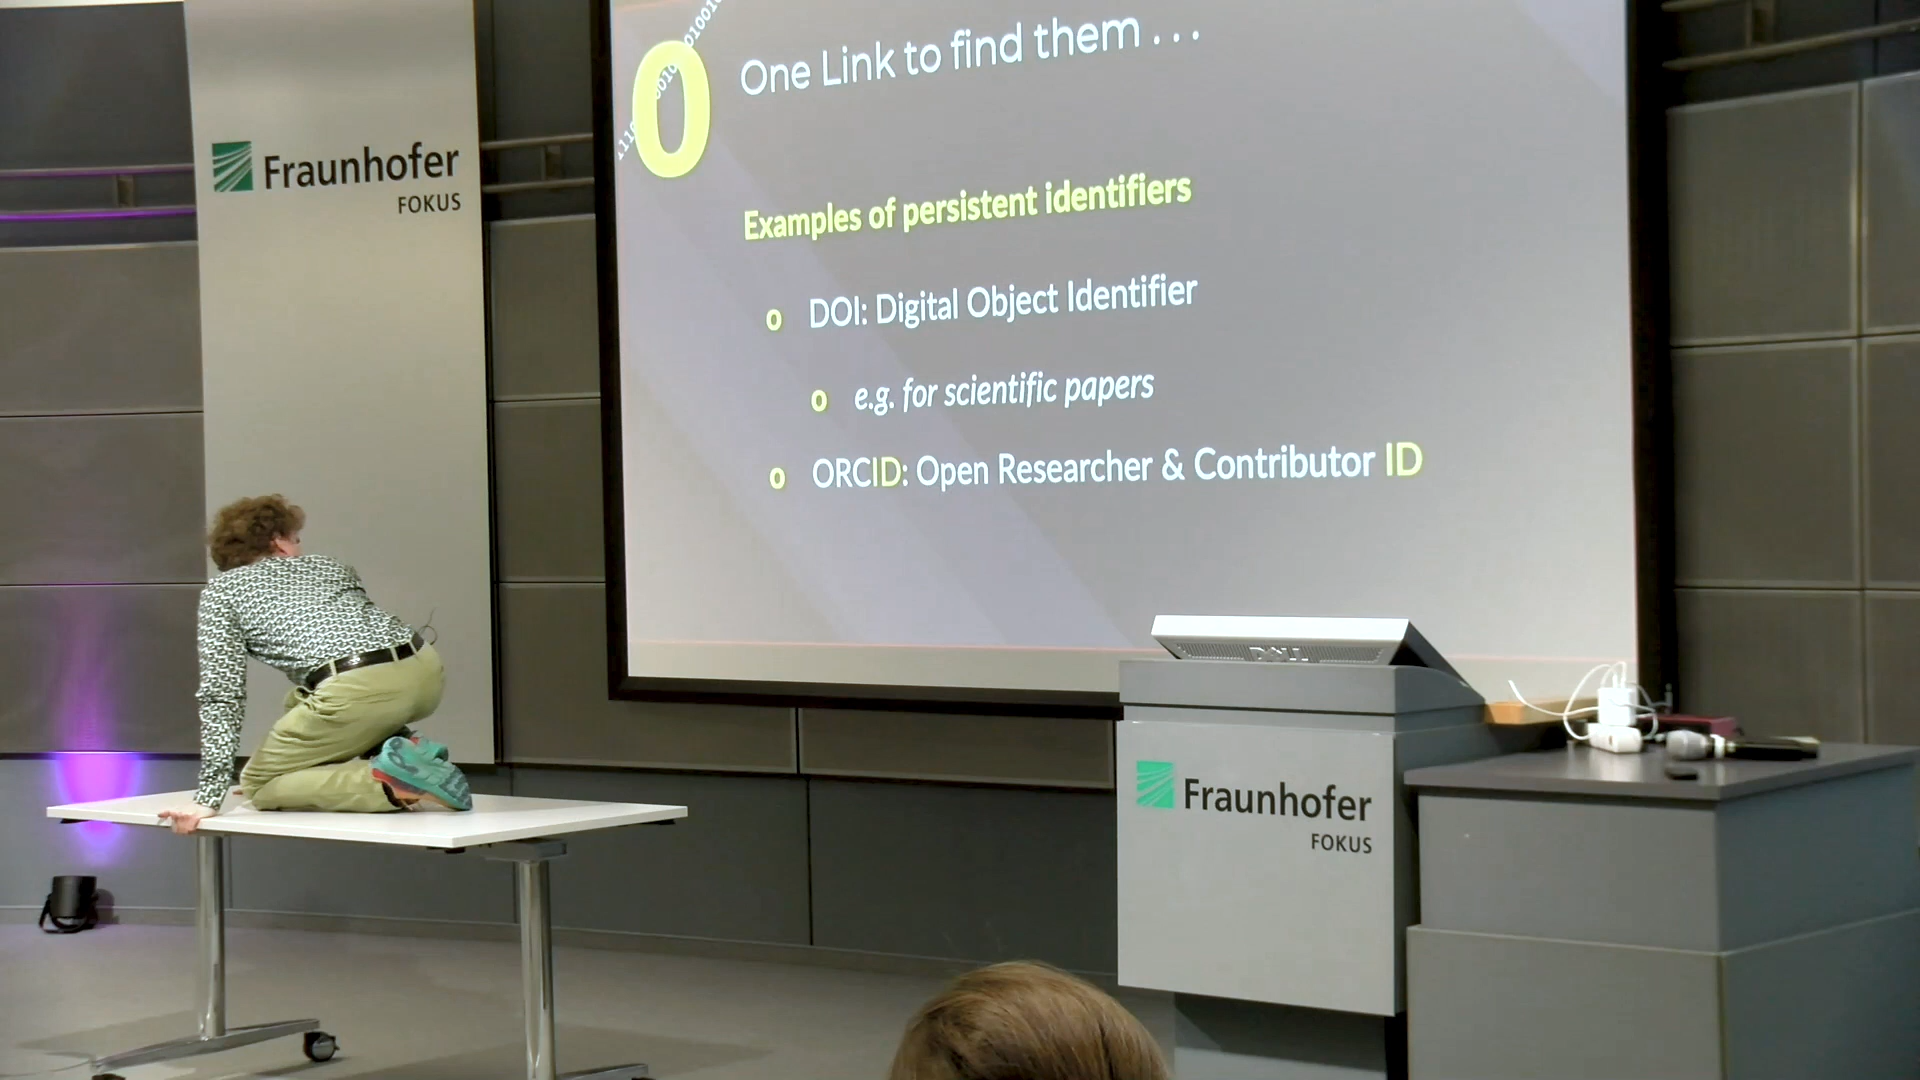 Fraunhofer
FOKUS
One Link to find them . . .
Examples of persistent identifiers
o DOI: Digital Object Identifier
o e.g. for scientific papers
o ORCID: Open Researcher & Contributor ID
DELL
Fraunhofer
FOKUS